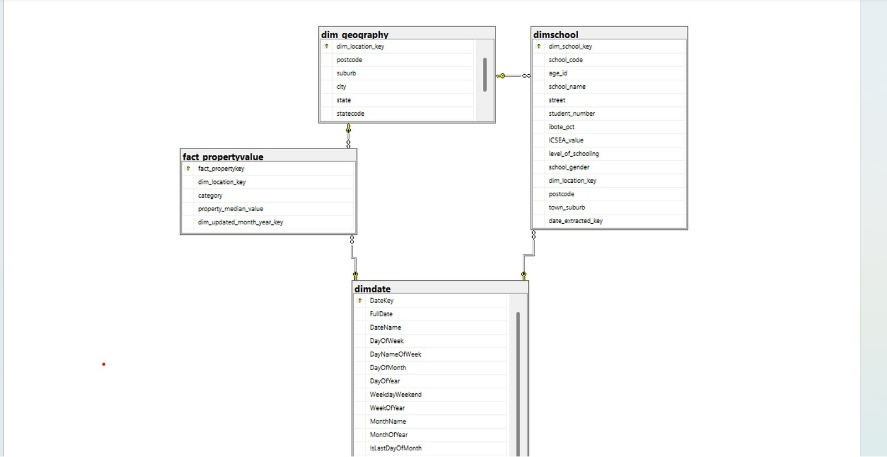 dim_geography
dim_location_key
postcode
suburb
city
state
statecode
dimschool
dim_school_key
school_code
age_id
school_name
street
student_number
lbote_pct
ICSEA_value
level_of_schooling
school_gender
dim_location_key
postcode
town_suburb
date_extracted_key
fact_propertyvalue
fact_propertykey
dim_location_key
category
property_median_value
dim_updated_month_year_key
dimdate
DateKey
FullDate
DateName
DayOfWeek
DayNameOfWeek
DayOfMonth
DayOfYear
WeekdayWeekend
WeekOfYear
MonthName
MonthOfYear
IsLastDayOfMonth